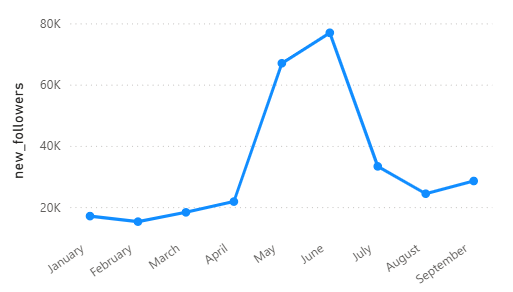 80K
60K
40K
20K
new_followers
January
February
March
April
May
June
July
August
September